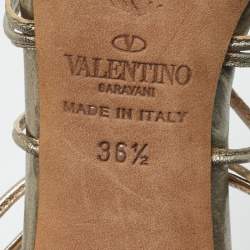 VALENTINO
GARAVANI
MADE IN ITALY
36½